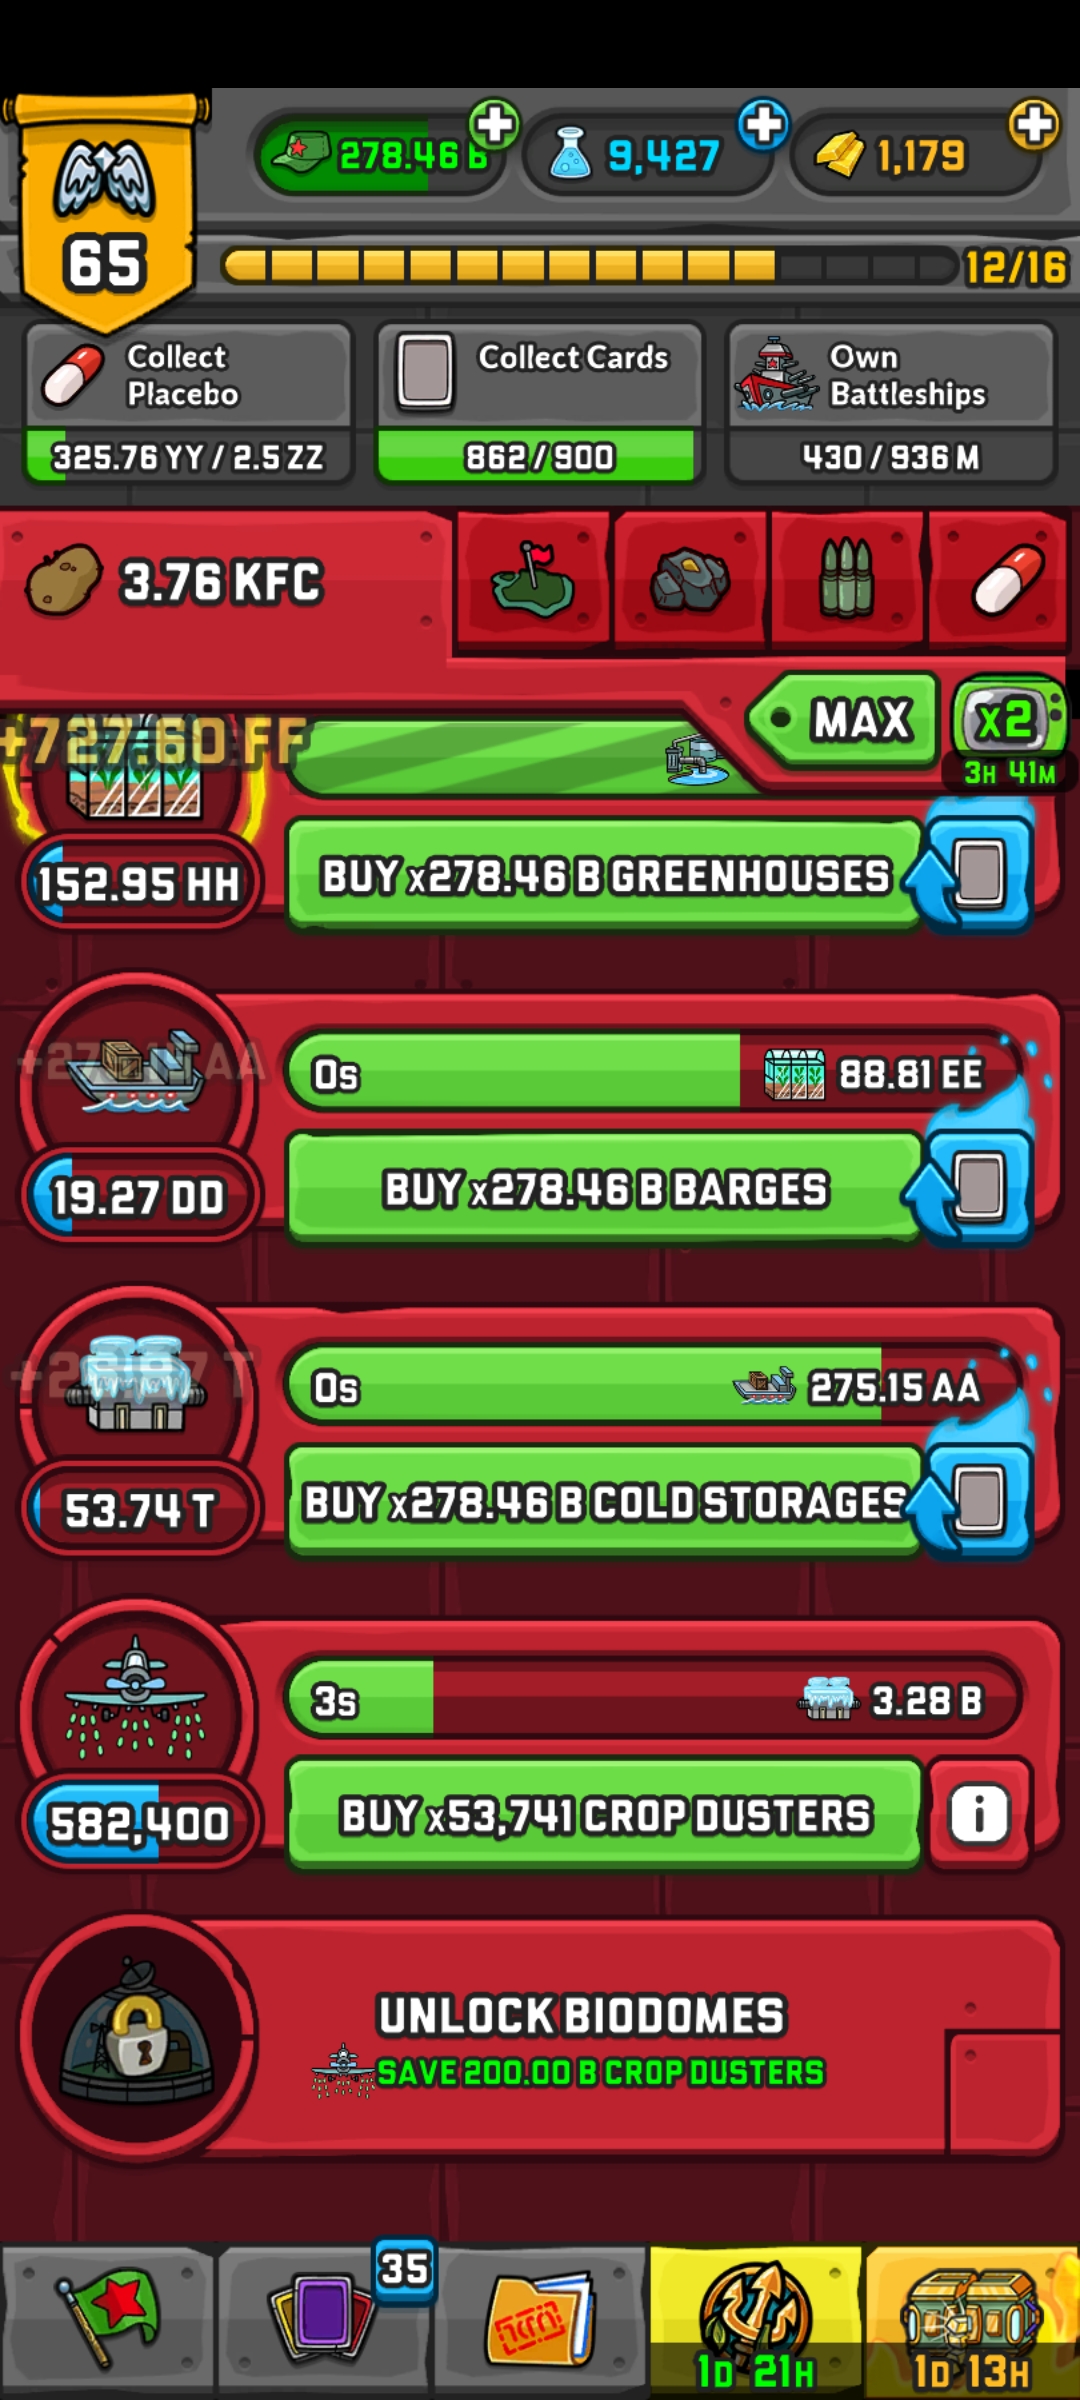 278.46 B
9,427
1,179
65
12/16
Collect
Placebo
325.76 YY / 2.5 ZZ
Collect Cards
862/900
Own
Battleships
430 / 936 M
3.76 KFC
MAX
x2
3H 41M
+727.60 FF
152.95 HH
BUY x278.46 B GREENHOUSES
0s
88.81 EE
19.27 DD
BUY x278.46 B BARGES
0s
275.15 AA
53.74 T
BUY x278.46 B COLD STORAGES
3s
3.28 B
582,400
BUY x53,741 CROP DUSTERS
i
UNLOCK BIODOMES
SAVE 200.00 B CROP DUSTERS
35
1D 21H
1D 13H